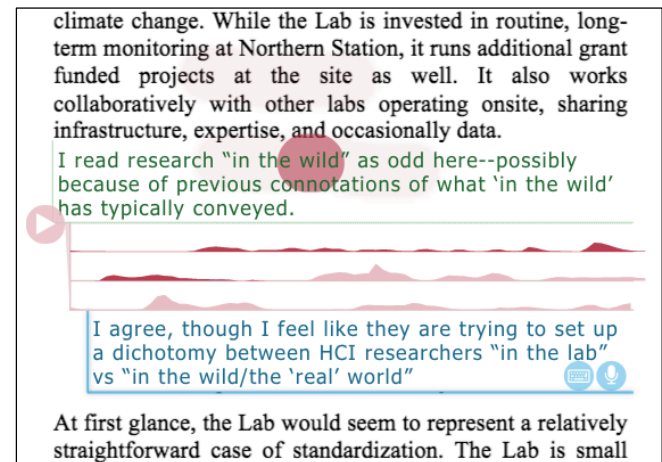 climate change. While the Lab is invested in routine, long-
term monitoring at Northern Station, it runs additional grant
funded projects at the site as well. It also works
collaboratively with other labs operating onsite, sharing
infrastructure, expertise, and occasionally data.
I read research “in the wild” as odd here--possibly
because of previous connotations of what ‘in the wild’
has typically conveyed.
I agree, though I feel like they are trying to set up
a dichotomy between HCI researchers “in the lab”
vs “in the wild/the ‘real’ world”
At first glance, the Lab would seem to represent a relatively
straightforward case of standardization. The Lab is small